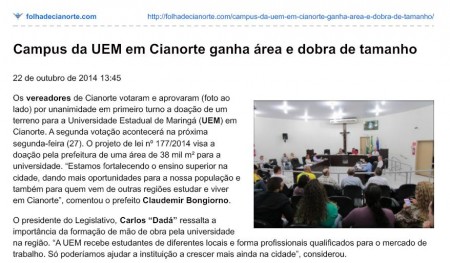 folhadecianorte.com
http://folhadecianorte.com/campus-da-uem-em-cianorte-ganha-area-e-dobra-de-tamanho/
Campus da UEM em Cianorte ganha área e dobra de tamanho
22 de outubro de 2014 13:45
Os vereadores de Cianorte votaram e aprovaram (foto ao
lado) por unanimidade em primeiro turno a doação de um
terreno para a Universidade Estadual de Maringá (UEM) em
Cianorte. A segunda votação acontecerá na próxima
segunda-feira (27). O projeto de lei nº 177/2014 visa a
doação pela prefeitura de uma área de 38 mil m² para a
universidade. “Estamos fortalecendo o ensino superior na
cidade, dando mais oportunidades para a nossa população e
também para quem vem de outras regiões estudar e viver
em Cianorte”, comentou o prefeito Claudemir Bongiorno.
O presidente do Legislativo, Carlos “Dadá” ressalta a
importância da formação de mão de obra pela universidade
na região. “A UEM recebe estudantes de diferentes locais e forma profissionais qualificados para o mercado de
trabalho. Só poderíamos ajudar a instituição a crescer mais ainda na cidade”, considerou.